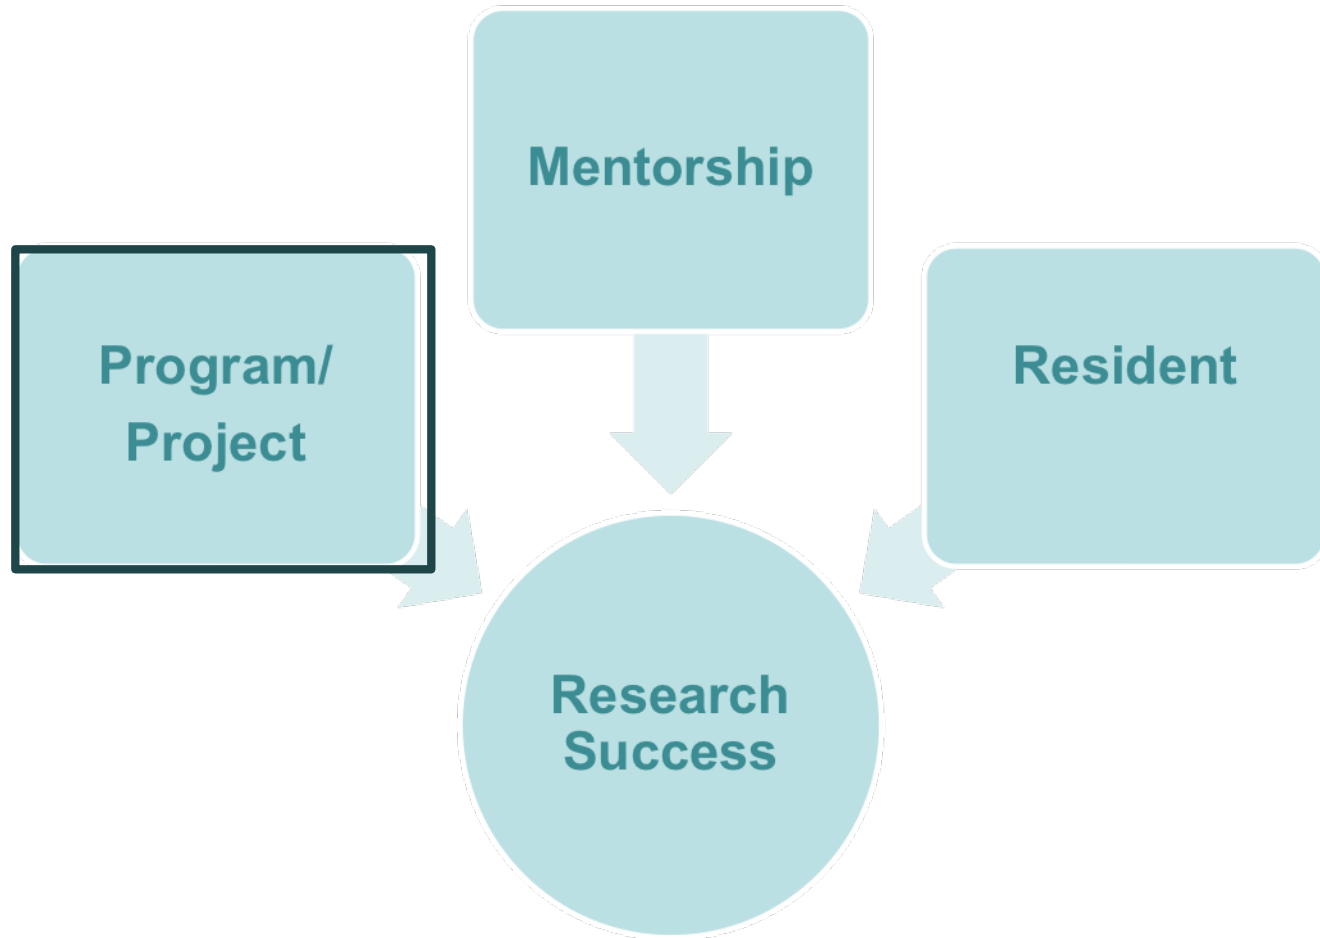 Mentorship
Program/
Project
Resident
Research
Success